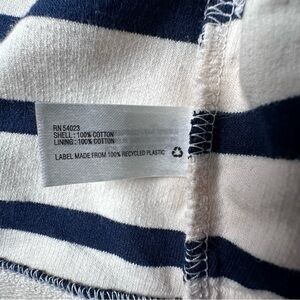 RN 54023
SHELL: 100% COTTON
LINING: 100% COTTON
LABEL MADE FROM 100% RECYCLED PLASTIC